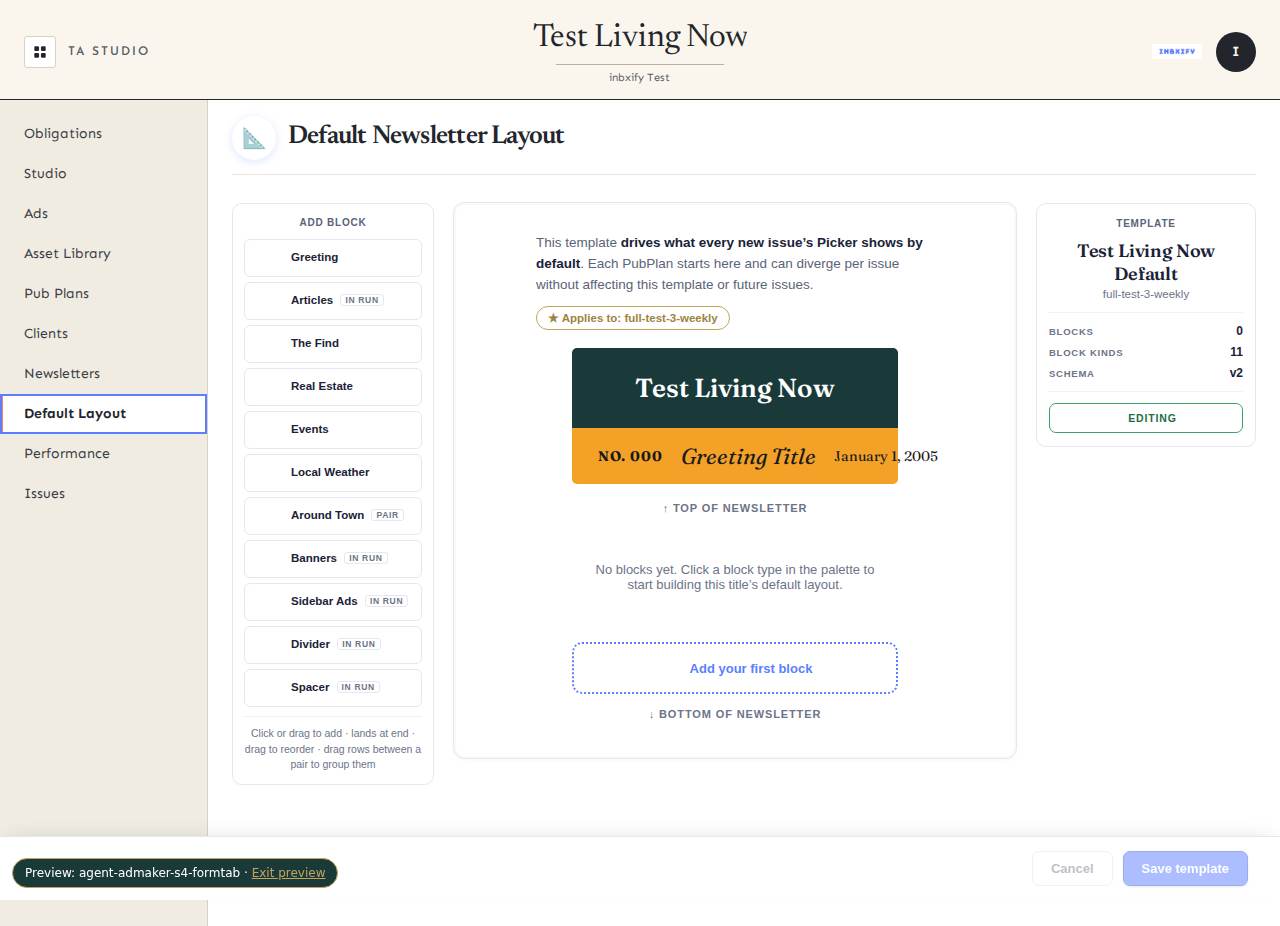 TA STUDIO
Test Living Now
inbxify Test
INBXIFY
I
Obligations
Studio
Ads
Asset Library
Pub Plans
Clients
Newsletters
Default Layout
Performance
Issues
Default Newsletter Layout
ADD BLOCK
Greeting
Articles IN RUN
The Find
Real Estate
Events
Local Weather
Around Town PAIR
Banners IN RUN
Sidebar Ads IN RUN
Divider IN RUN
Spacer IN RUN
Click or drag to add · lands at end ·
drag to reorder · drag rows between a
pair to group them
This template drives what every new issue’s Picker shows by
default. Each PubPlan starts here and can diverge per issue
without affecting this template or future issues.
★ Applies to: full-test-3-weekly
Test Living Now
NO. 000 Greeting Title January 1, 2005
↑ TOP OF NEWSLETTER
No blocks yet. Click a block type in the palette to
start building this title’s default layout.
Add your first block
↓ BOTTOM OF NEWSLETTER
TEMPLATE
Test Living Now
Default
full-test-3-weekly
BLOCKS 0
BLOCK KINDS 11
SCHEMA v2
EDITING
Preview: agent-admaker-s4-formtab · Exit preview
Cancel
Save template